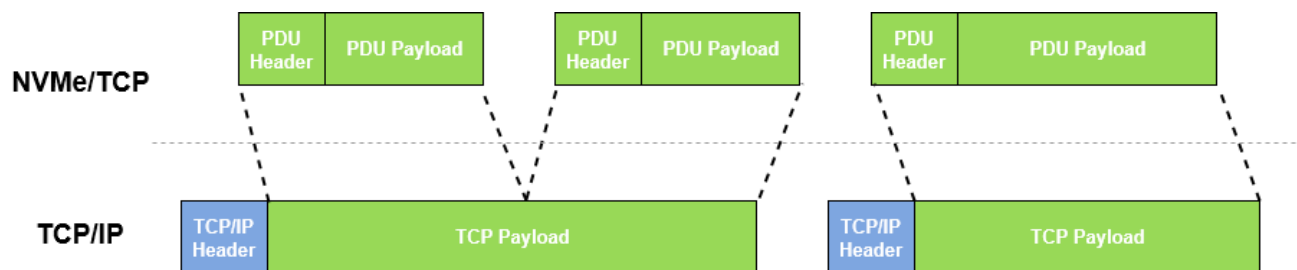 PDU
Header
PDU Payload
PDU
Header
PDU Payload
PDU
Header
PDU Payload
NVMe/TCP
TCP/IP
TCP/IP
Header
TCP Payload
TCP/IP
Header
TCP Payload